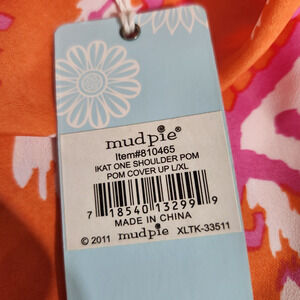 mudpie®
Item#810465
IKAT ONE SHOULDER POM
POM COVER UP L/XL
7 18540 13299 9
MADE IN CHINA
© 2011 mudpie XLTK-33511